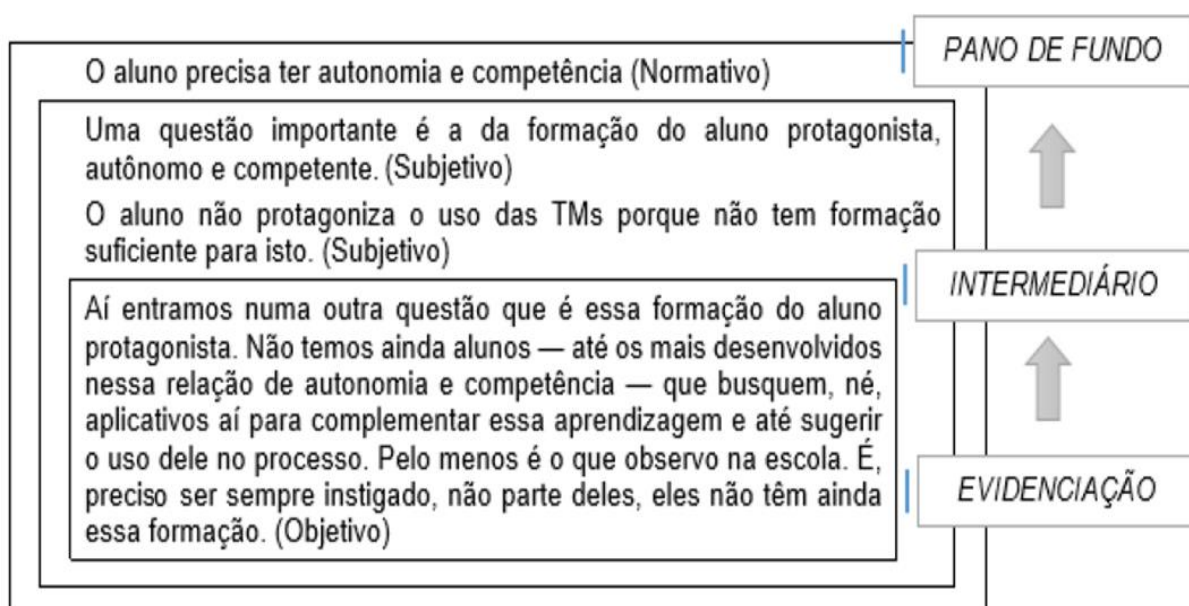 PANO DE FUNDO
O aluno precisa ter autonomia e competência (Normativo)
Uma questão importante é a da formação do aluno protagonista,
autônomo e competente. (Subjetivo)
O aluno não protagoniza o uso das TMs porque não tem formação
suficiente para isto. (Subjetivo)
INTERMEDIÁRIO
Aí entramos numa outra questão que é essa formação do aluno
protagonista. Não temos ainda alunos — até os mais desenvolvidos
nessa relação de autonomia e competência — que busquem, né,
aplicativos aí para complementar essa aprendizagem e até sugerir
o uso dele no processo. Pelo menos é o que observo na escola. É,
preciso ser sempre instigado, não parte deles, eles não têm ainda
essa formação. (Objetivo)
EVIDENCIAÇÃO